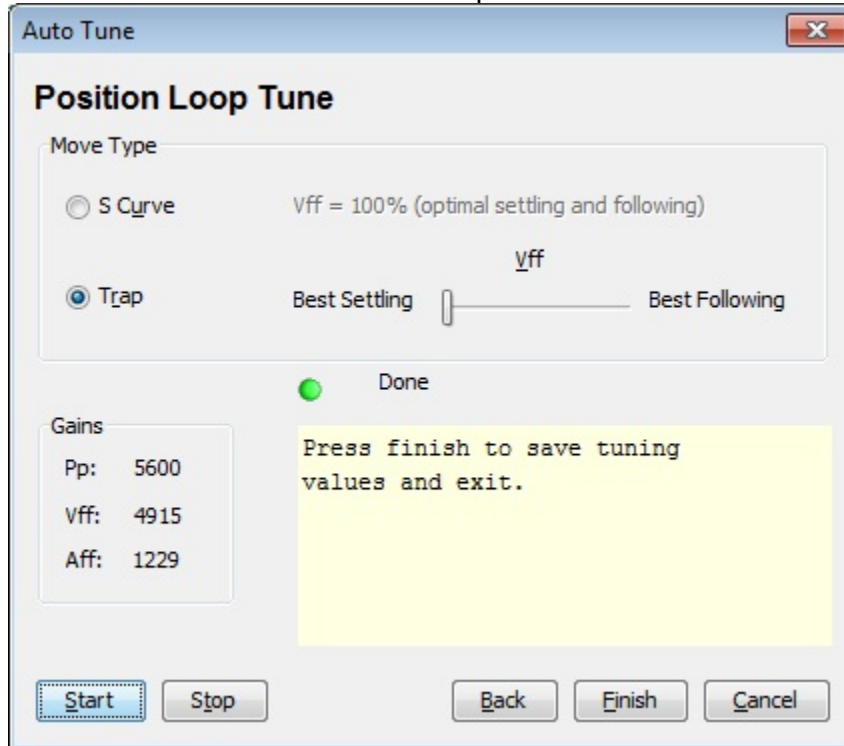 Auto Tune
Position Loop Tune
Move Type
S Curve
Vff = 100% (optimal settling and following)
Vff
Trap
Best Settling
Best Following
Done
Gains
Pp: 5600
Vff: 4915
Aff: 1229
Press finish to save tuning
values and exit.
Start
Stop
Back
Finish
Cancel